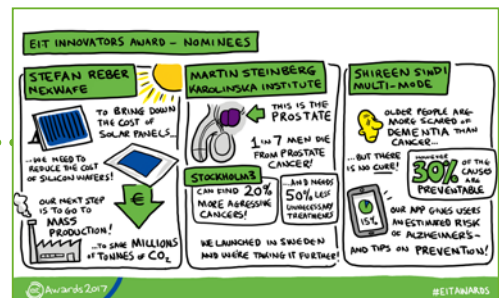 EIT INNOVATORS AWARD – NOMINEES
STEFAN REBER
NEXWAFE
TO BRING DOWN
THE COST OF
SOLAR PANELS...
...WE NEED TO
REDUCE THE COST
OF SILICON WAFERS!
OUR NEXT STEP
IS TO GO TO
MASS
PRODUCTION!
€
...TO SAVE MILLIONS
OF TONNES OF CO2
MARTIN STEINBERG
KAROLINSKA INSTITUTE
THIS IS THE
PROSTATE
1 IN 7 MEN DIE
FROM PROSTATE
CANCER!
STOCKHOLM3
CAN FIND 20%
MORE AGRESSIVE
CANCERS!
...AND NEEDS
50% LESS
UNNECESSARY
TREATMENTS
WE LAUNCHED IN SWEDEN
AND WE'RE TAKING IT FURTHER!
SHIREEN SINDI
MULTI-MODE
OLDER PEOPLE ARE
MORE SCARED OF
DEMENTIA THAN
CANCER...
...BUT THERE
IS NO CURE!
HOWEVER
30% OF THE
CAUSES
ARE
PREVENTABLE
15%
OUR APP GIVES USERS
AN ESTIMATED RISK
OF ALZHEIMER'S–
AND TIPS ON PREVENTION!
Awards 2017
#EITAWARDS